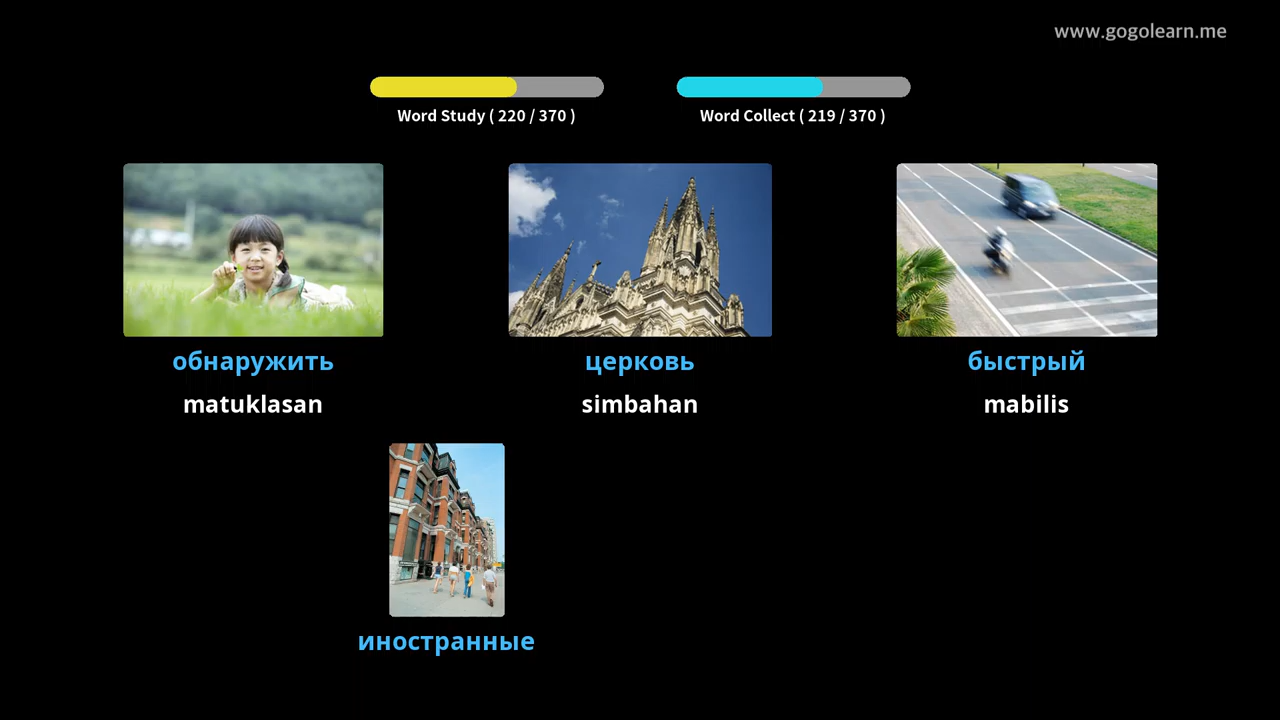 www.gogolearn.me
Word Study ( 220 / 370 )
Word Collect ( 219 / 370 )
обнаружить
церковь
быстрый
matuklasan
simbahan
mabilis
иностранные